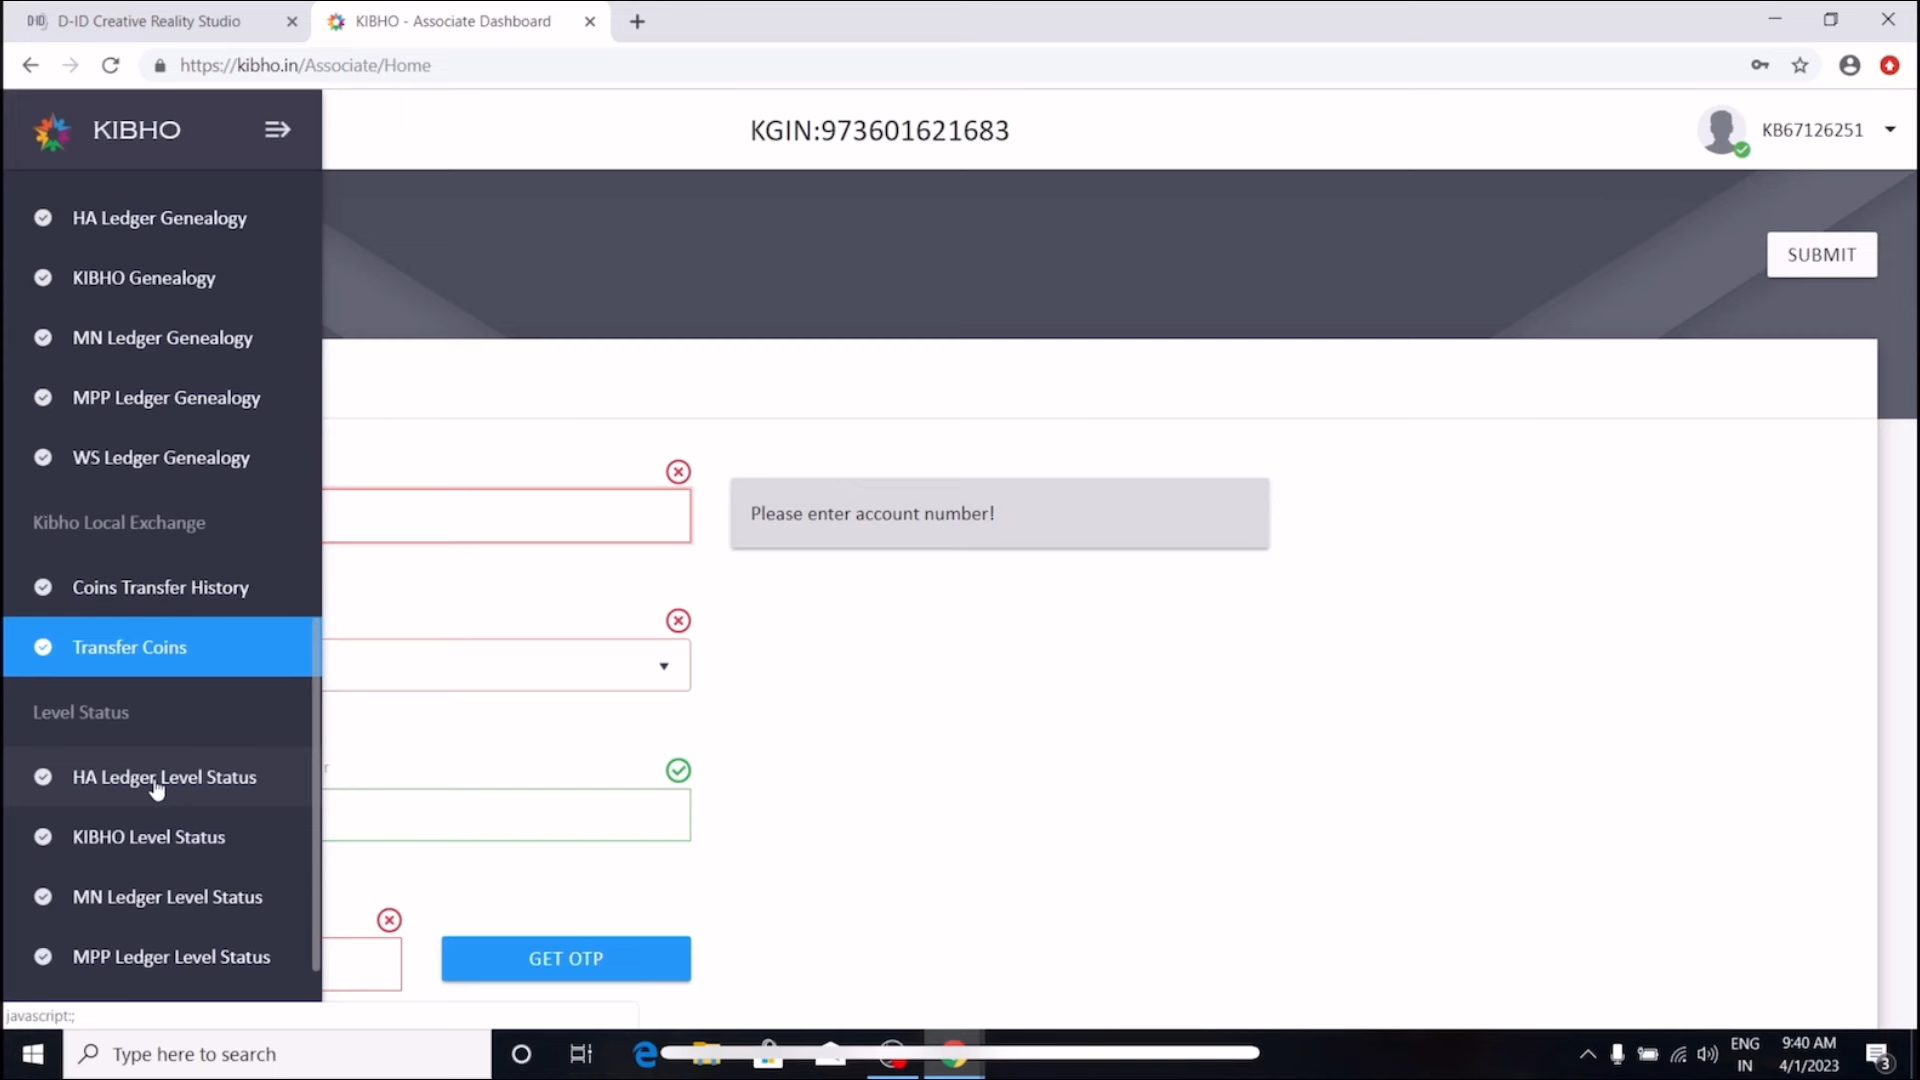 D-ID Creative Reality Studio
KIBHO - Associate Dashboard
https://kibho.in/Associate/Home
KIBHO
KGIN:973601621683
KB67126251
SUBMIT
HA Ledger Genealogy
KIBHO Genealogy
MN Ledger Genealogy
MPP Ledger Genealogy
WS Ledger Genealogy
Kibho Local Exchange
Coins Transfer History
Transfer Coins
Level Status
HA Ledger Level Status
KIBHO Level Status
MN Ledger Level Status
MPP Ledger Level Status
Please enter account number!
r
GET OTP
javascript:;
Type here to search
ENG
IN
9:40 AM
4/1/2023
3